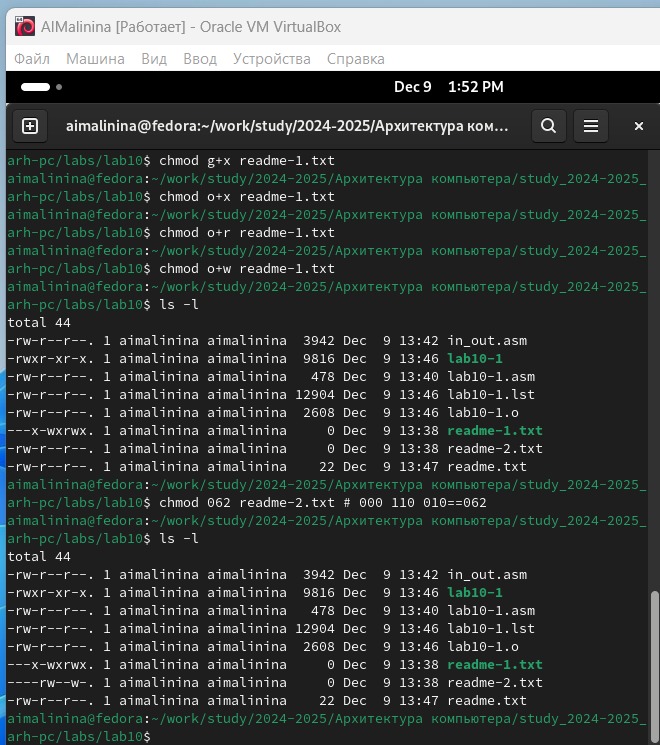 AIMalinina [Работает] - Oracle VM VirtualBox
Файл Машина Вид Ввод Устройства Справка
Dec 9 1:52 PM
aimalinina@fedora:~/work/study/2024-2025/Архитектура ком...
arh-pc/labs/lab10$ chmod g+x readme-1.txt
aimalinina@fedora:~/work/study/2024-2025/Архитектура компьютера/study_2024-2025_
arh-pc/labs/lab10$ chmod o+x readme-1.txt
aimalinina@fedora:~/work/study/2024-2025/Архитектура компьютера/study_2024-2025_
arh-pc/labs/lab10$ chmod o+r readme-1.txt
aimalinina@fedora:~/work/study/2024-2025/Архитектура компьютера/study_2024-2025_
arh-pc/labs/lab10$ chmod o+w readme-1.txt
aimalinina@fedora:~/work/study/2024-2025/Архитектура компьютера/study_2024-2025_
arh-pc/labs/lab10$ ls -l
total 44
-rw-r--r--. 1 aimalinina aimalinina  3942 Dec  9 13:42 in_out.asm
-rwxr-xr-x. 1 aimalinina aimalinina  9816 Dec  9 13:46 lab10-1
-rw-r--r--. 1 aimalinina aimalinina   478 Dec  9 13:40 lab10-1.asm
-rw-r--r--. 1 aimalinina aimalinina 12904 Dec  9 13:46 lab10-1.lst
-rw-r--r--. 1 aimalinina aimalinina  2608 Dec  9 13:46 lab10-1.o
---x-wxrwx. 1 aimalinina aimalinina     0 Dec  9 13:38 readme-1.txt
-rw-r--r--. 1 aimalinina aimalinina     0 Dec  9 13:38 readme-2.txt
-rw-r--r--. 1 aimalinina aimalinina    22 Dec  9 13:47 readme.txt
aimalinina@fedora:~/work/study/2024-2025/Архитектура компьютера/study_2024-2025_
arh-pc/labs/lab10$ chmod 062 readme-2.txt # 000 110 010==062
aimalinina@fedora:~/work/study/2024-2025/Архитектура компьютера/study_2024-2025_
arh-pc/labs/lab10$ ls -l
total 44
-rw-r--r--. 1 aimalinina aimalinina  3942 Dec  9 13:42 in_out.asm
-rwxr-xr-x. 1 aimalinina aimalinina  9816 Dec  9 13:46 lab10-1
-rw-r--r--. 1 aimalinina aimalinina   478 Dec  9 13:40 lab10-1.asm
-rw-r--r--. 1 aimalinina aimalinina 12904 Dec  9 13:46 lab10-1.lst
-rw-r--r--. 1 aimalinina aimalinina  2608 Dec  9 13:46 lab10-1.o
---x-wxrwx. 1 aimalinina aimalinina     0 Dec  9 13:38 readme-1.txt
----rw--w-. 1 aimalinina aimalinina     0 Dec  9 13:38 readme-2.txt
-rw-r--r--. 1 aimalinina aimalinina    22 Dec  9 13:47 readme.txt
aimalinina@fedora:~/work/study/2024-2025/Архитектура компьютера/study_2024-2025_
arh-pc/labs/lab10$